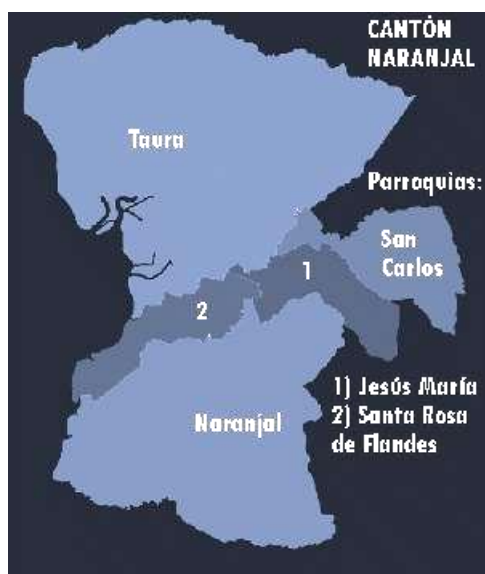 CANTÓN
NARANJAL
Taura
Parroquias:
San
Carlos
1
2
Naranjal
1) Jesús María
2) Santa Rosa
de Flandes